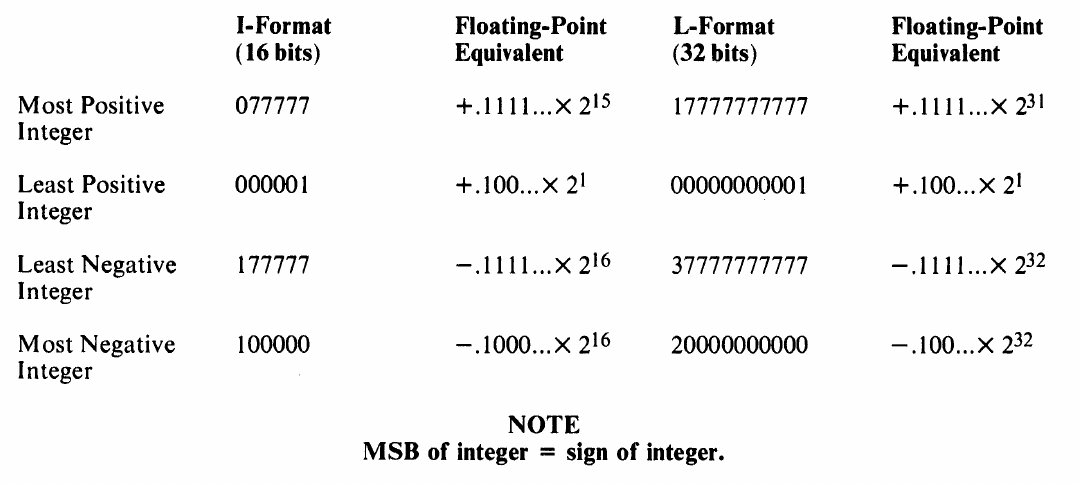 I-Format Floating-Point L-Format Floating-Point
(16 bits) Equivalent (32 bits) Equivalent
Most Positive 077777 +.1111...× 2¹⁵ 17777777777 +.1111...× 2³¹
Integer
Least Positive 000001 +.100...× 2¹ 00000000001 +.100...× 2¹
Integer
Least Negative 177777 −.1111...× 2¹⁶ 37777777777 −.1111...× 2³²
Integer
Most Negative 100000 −.1000...× 2¹⁶ 20000000000 −.100...× 2³²
Integer
NOTE
MSB of integer = sign of integer.